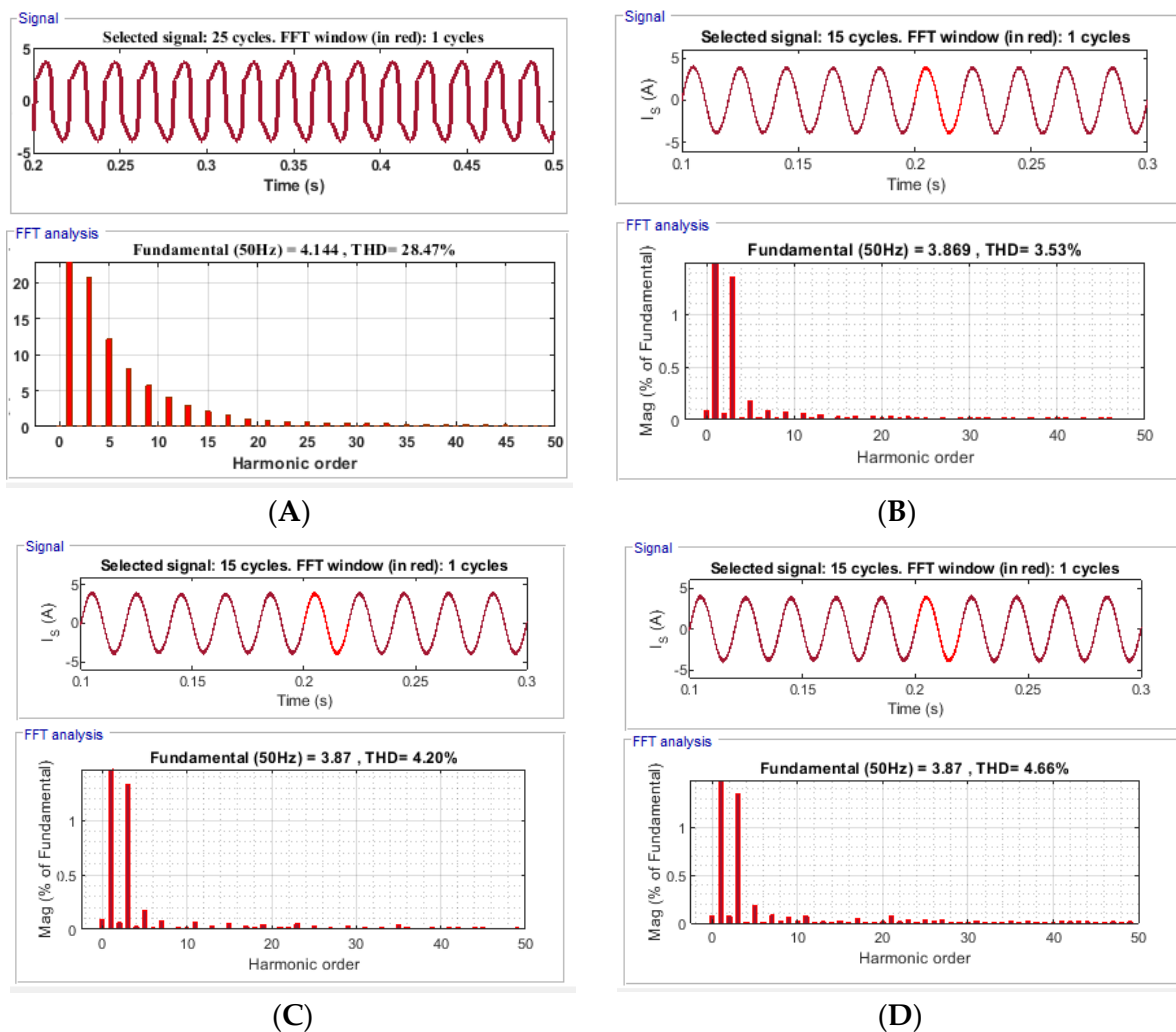 Signal
Selected signal: 25 cycles. FFT window (in red): 1 cycles
5
0
-5
0.2 0.25 0.3 0.35 0.4 0.45 0.5
Time (s)
FFT analysis
Fundamental (50Hz) = 4.144 , THD= 28.47%
20
15
10
5
0
0 5 10 15 20 25 30 35 40 45 50
Harmonic order
(A)
Signal
Selected signal: 15 cycles. FFT window (in red): 1 cycles
I_S (A)
5
0
-5
0.1 0.15 0.2 0.25 0.3
Time (s)
FFT analysis
Fundamental (50Hz) = 3.869 , THD= 3.53%
Mag (% of Fundamental)
1
0.5
0
0 10 20 30 40 50
Harmonic order
(B)
Signal
Selected signal: 15 cycles. FFT window (in red): 1 cycles
I_S (A)
5
0
-5
0.1 0.15 0.2 0.25 0.3
Time (s)
FFT analysis
Fundamental (50Hz) = 3.87 , THD= 4.20%
Mag (% of Fundamental)
1
0.5
0
0 10 20 30 40 50
Harmonic order
(C)
Signal
Selected signal: 15 cycles. FFT window (in red): 1 cycles
I_S (A)
5
0
-5
0.1 0.15 0.2 0.25 0.3
Time (s)
FFT analysis
Fundamental (50Hz) = 3.87 , THD= 4.66%
Mag (% of Fundamental)
1
0.5
0
0 10 20 30 40 50
Harmonic order
(D)